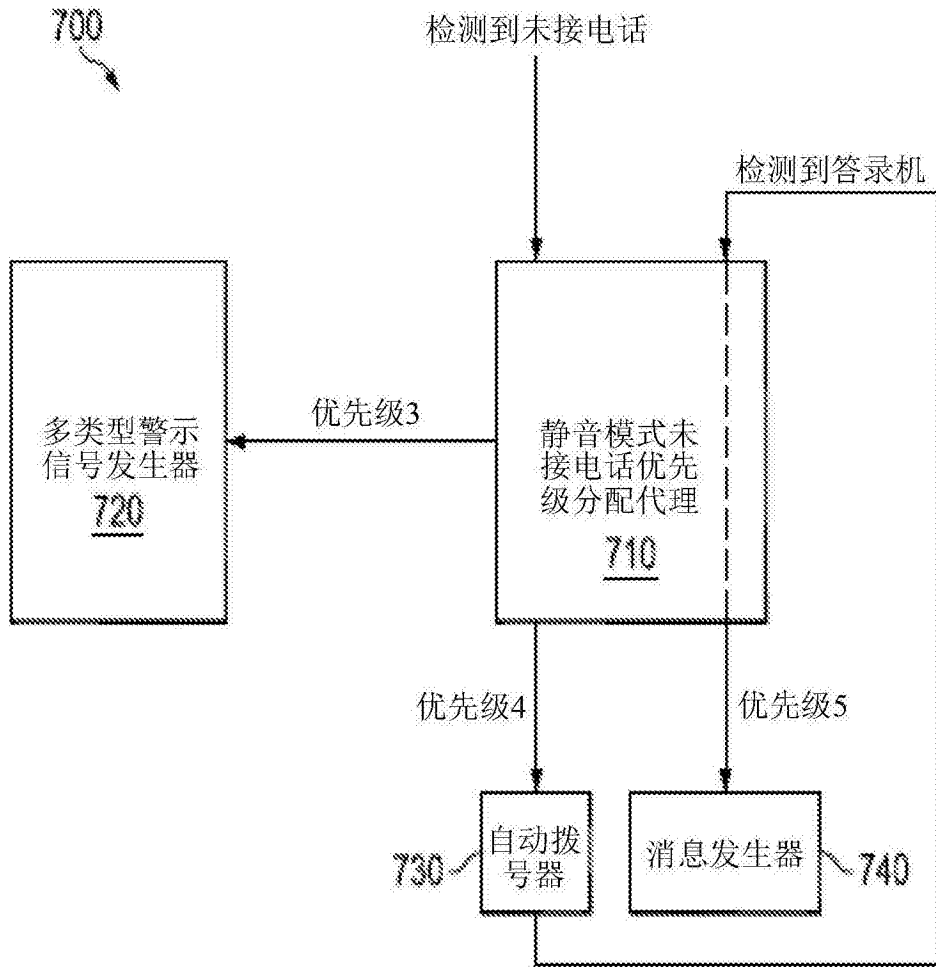 700
检测到未接电话
检测到答录机
多类型警示
信号发生器
720
优先级3
静音模式未
接电话优先
级分配代理
710
优先级4
优先级5
730
自动拨
号器
消息发生器
740